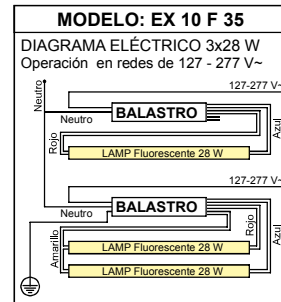 MODELO: EX 10 F 35
DIAGRAMA ELÉCTRICO 3x28 W
Operación en redes de 127 - 277 V~
Neutro
127-277 V~
BALASTRO
Neutro
Rojo
Azul
LAMP Fluorescente 28 W
127-277 V~
BALASTRO
Neutro
Amarillo
Rojo
Azul
LAMP Fluorescente 28 W
LAMP Fluorescente 28 W